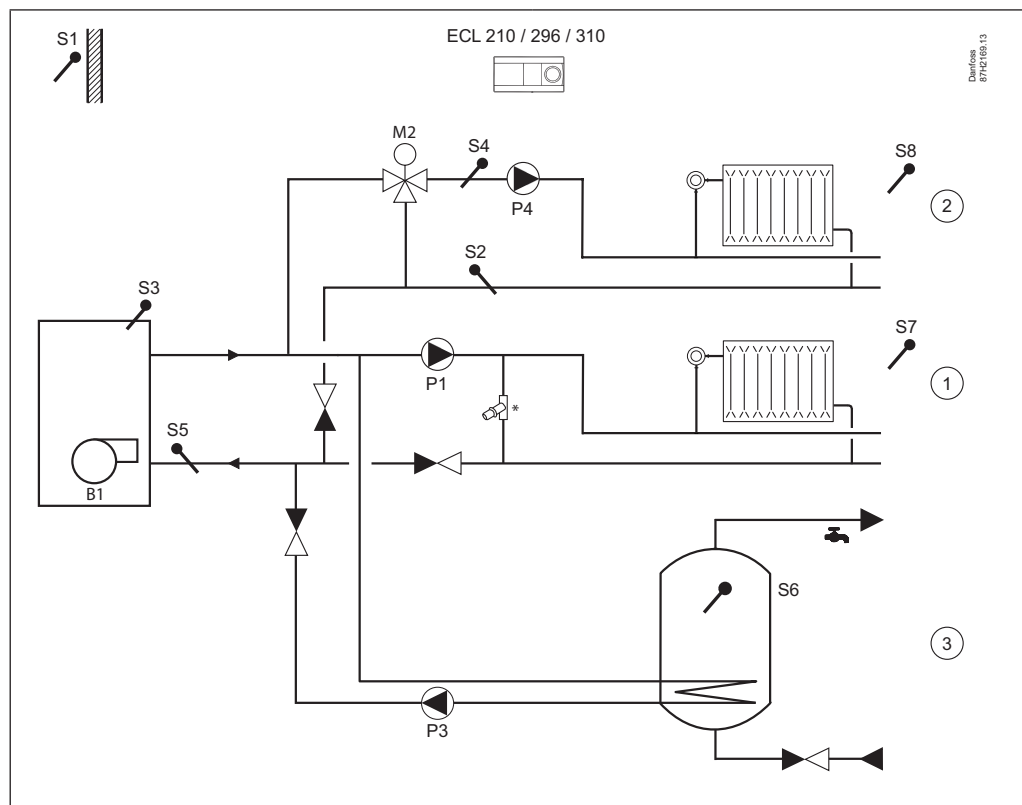 S1
ECL 210 / 296 / 310
Danfoss
87H2169.13
M2
S4
P4
S8
2
S2
S3
S7
P1
1
*
S5
B1
S6
3
P3